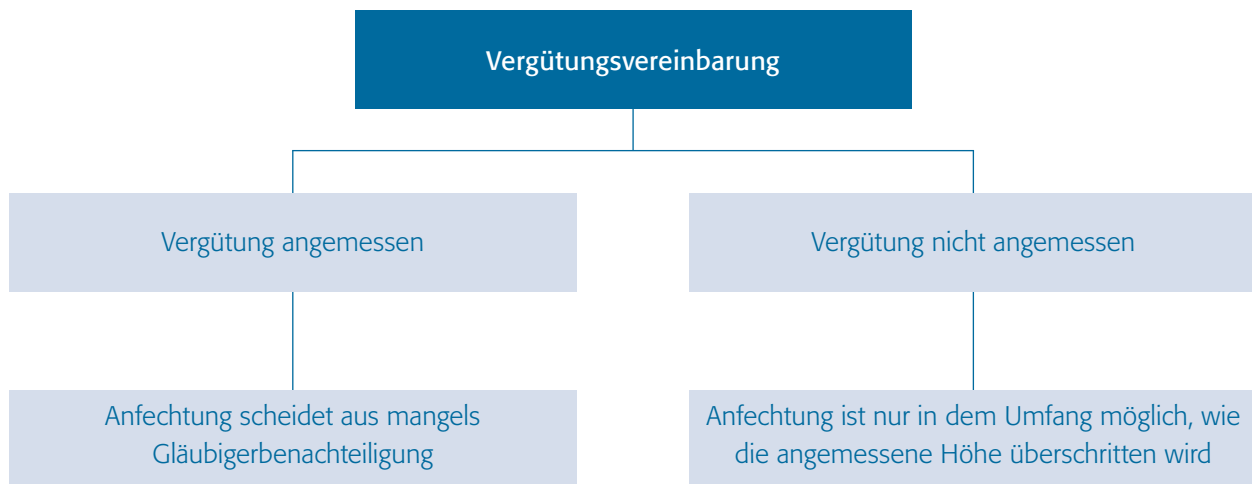 Vergütungsvereinbarung
Vergütung angemessen
Vergütung nicht angemessen
Anfechtung scheidet aus mangels
Gläubigerbenachteiligung
Anfechtung ist nur in dem Umfang möglich, wie
die angemessene Höhe überschritten wird